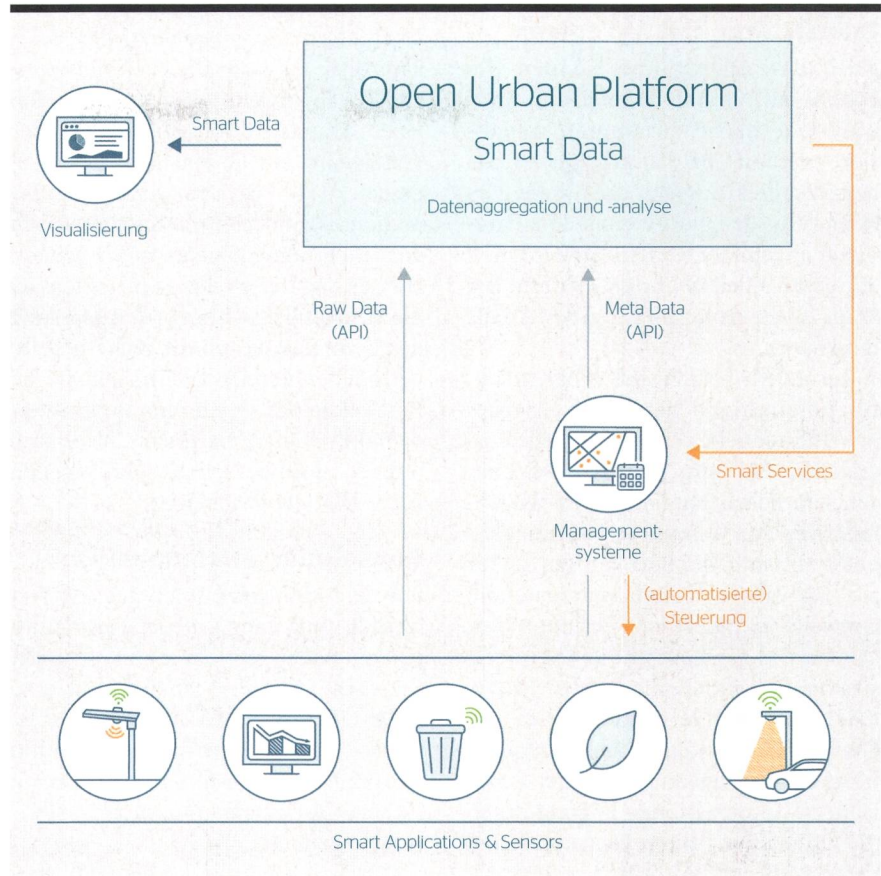 Open Urban Platform
Smart Data
Smart Data
Datenaggregation und -analyse
Visualisierung
Raw Data
(API)
Meta Data
(API)
Smart Services
Management-
systeme
(automatisierte)
Steuerung
Smart Applications & Sensors